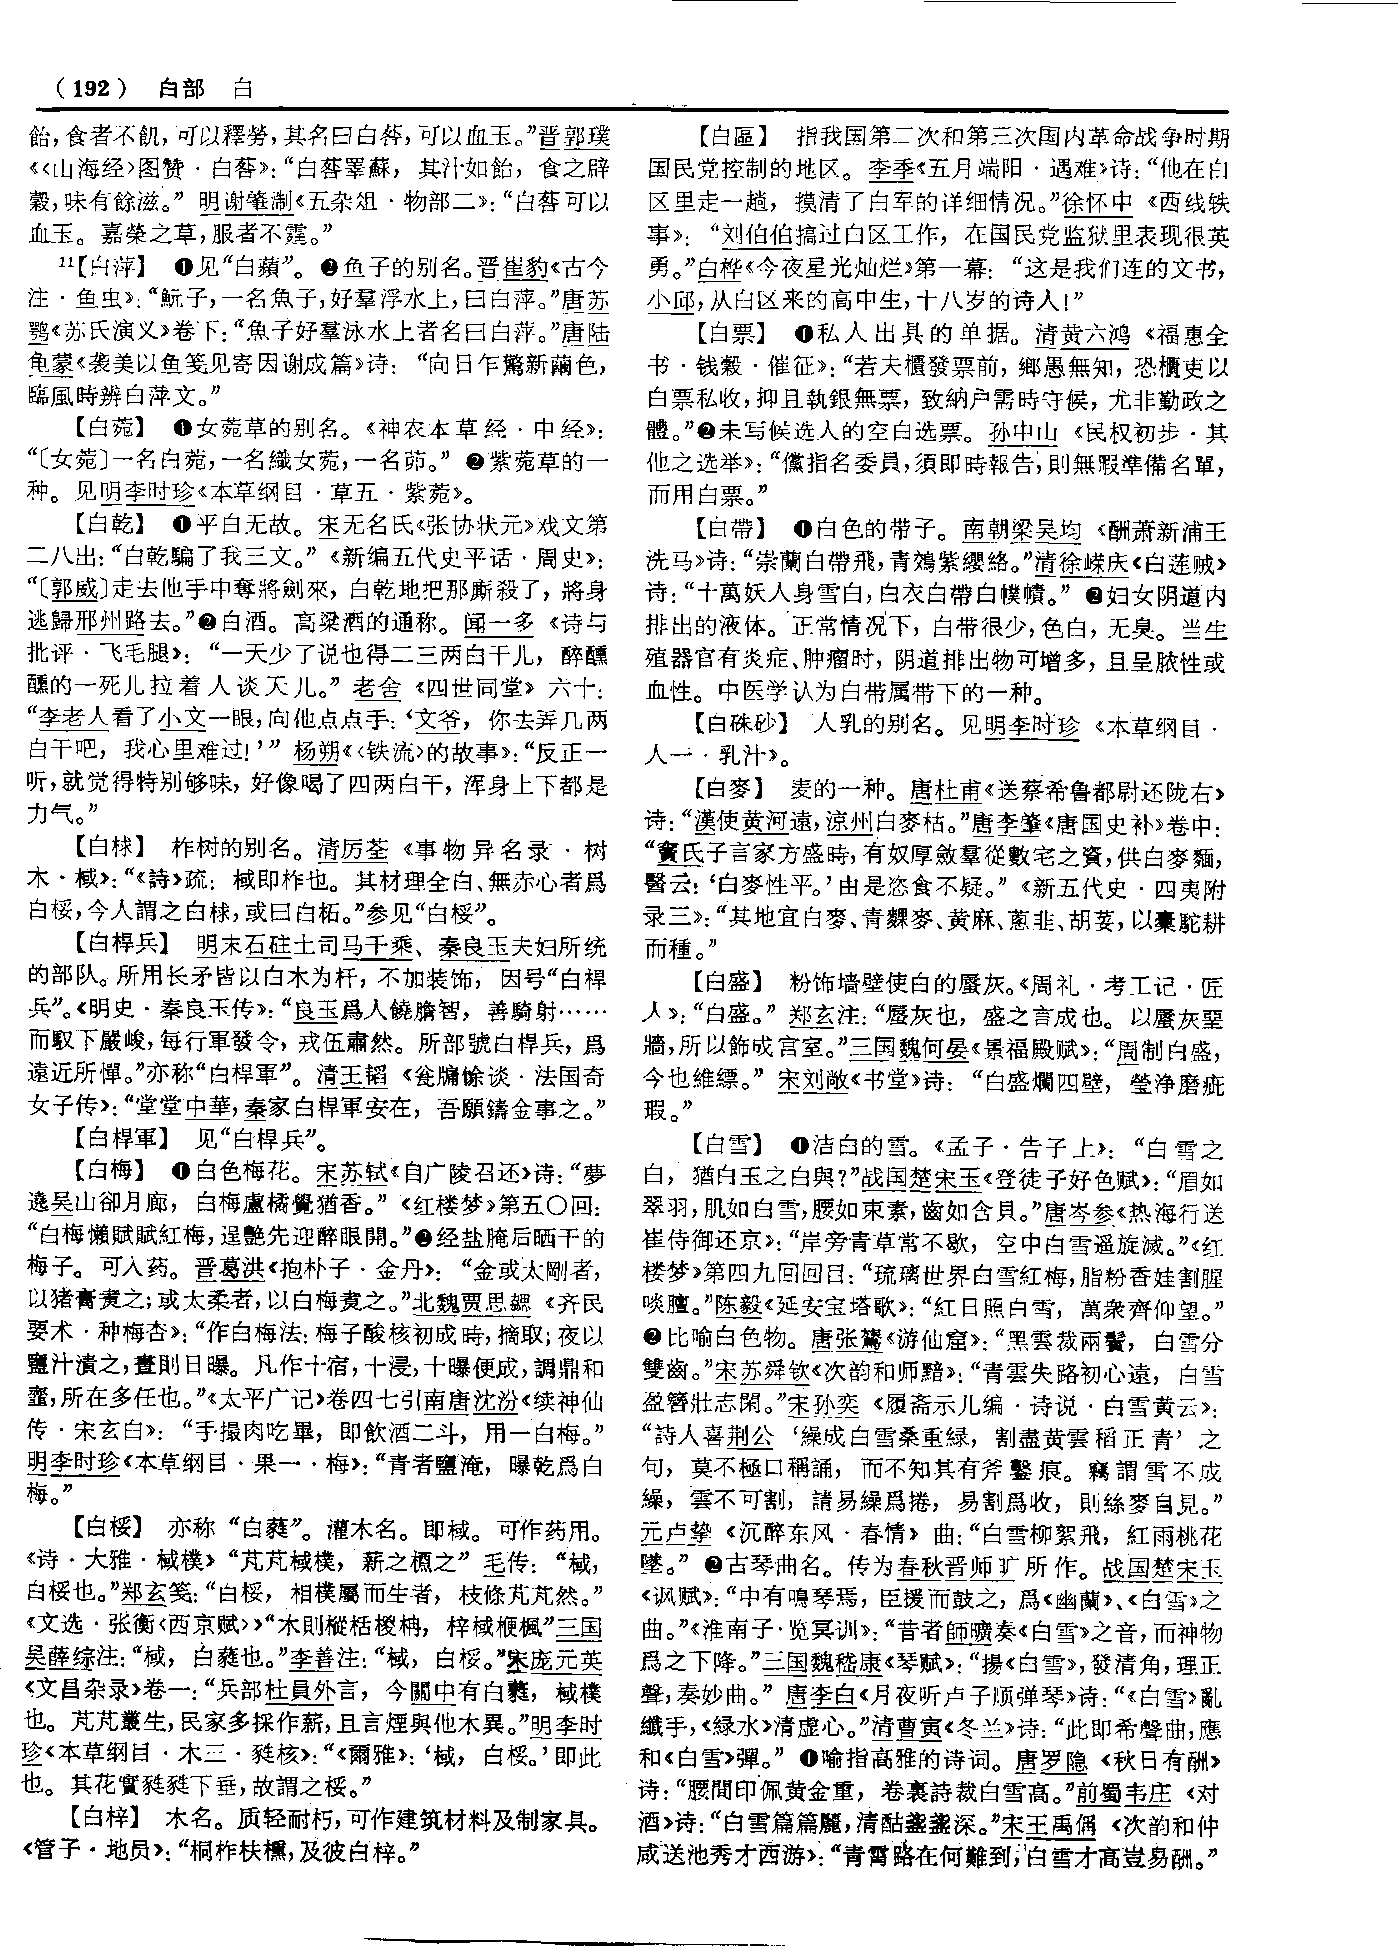 (192) 白部 白
飴，食者不飢，可以釋勞，其名曰白䓘，可以血玉。”晋郭璞
《〈山海经〉图赞·白䓘》：“白䓘睪蘇，其汁如飴，食之辟
穀，味有餘滋。” 明谢肇淛《五杂俎·物部二》：“白䓘可以
血玉。嘉榮之草，服者不霆。”
11【白萍】 ❶见“白蘋”。❷鱼子的别名。晋崔豹《古今
注·鱼虫》：“魭子，一名魚子，好羣浮水上，曰白萍。”唐苏
鹗《苏氏演义》卷下：“魚子好羣泳水上者名曰白萍。”唐陆
龟蒙《袭美以鱼笺见寄因谢成篇》诗：“向日乍驚新繭色，
臨風時辨白萍文。”
【白菀】 ❶女菀草的别名。《神农本草经·中经》：
“〔女菀〕一名白菀，一名織女菀，一名茆。” ❷紫菀草的一
种。见明李时珍《本草纲目·草五·紫菀》。
【白乾】 ❶平白无故。宋无名氏《张协状元》戏文第
二八出：“白乾騙了我三文。”《新编五代史平话·周史》：
“〔郭威〕走去他手中奪將劍來，白乾地把那廝殺了，將身
逃歸邢州路去。”❷白酒。高粱酒的通称。闻一多《诗与
批评·飞毛腿》：“一天少了说也得二三两白干儿，醉醺
醺的一死儿拉着人谈天儿。”老舍《四世同堂》六十：
“李老人看了小文一眼，向他点点手：‘文爷，你去弄几两
白干吧，我心里难过！’” 杨朔《〈铁流〉的故事》：“反正一
听，就觉得特别够味，好像喝了四两白干，浑身上下都是
力气。”
【白梂】 柞树的别名。清厉荃《事物异名录·树
木·棫》：“《詩》疏：棫即柞也。其材理全白、無赤心者爲
白桵，今人謂之白梂，或曰白柘。”参见“白桵”。
【白桿兵】 明末石砫土司马千乘、秦良玉夫妇所统
的部队。所用长矛皆以白木为杆，不加装饰，因号“白桿
兵”。《明史·秦良玉传》：“良玉爲人饒膽智，善騎射……
而馭下嚴峻，每行軍發令，戎伍肅然。所部號白桿兵，爲
遠近所憚。”亦称“白桿軍”。清王韬《瓮牖馀谈·法国奇
女子传》：“堂堂中華，秦家白桿軍安在，吾願鑄金事之。”
【白桿軍】 见“白桿兵”。
【白梅】 ❶白色梅花。宋苏轼《自广陵召还》诗：“夢
遶吴山卻月廊，白梅盧橘覺猶香。”《红楼梦》第五〇回：
“白梅懶賦賦紅梅，逞艷先迎醉眼開。”❷经盐腌后晒干的
梅子。可入药。晋葛洪《抱朴子·金丹》：“金或太剛者，
以猪膏煑之；或太柔者，以白梅煑之。”北魏贾思勰《齐民
要术·种梅杏》：“作白梅法：梅子酸核初成時，摘取；夜以
鹽汁漬之，晝則日曝。凡作十宿，十浸，十曝便成，調鼎和
虀，所在多任也。”《太平广记》卷四七引南唐沈汾《续神仙
传·宋玄白》：“手撮肉吃畢，即飲酒二斗，用一白梅。”
明李时珍《本草纲目·果一·梅》：“青者鹽淹，曝乾爲白
梅。”
【白桵】 亦称“白蕤”。灌木名。即棫。可作药用。
《诗·大雅·棫樸》“芃芃棫樸，薪之槱之”毛传：“棫，
白桵也。”郑玄笺：“白桵，相樸屬而生者，枝條芃芃然。”
《文选·张衡〈西京赋〉》“木則樅栝椶柟，梓棫楩楓”三国
吴薛综注：“棫，白蕤也。”李善注：“棫，白桵。”宋庞元英
《文昌杂录》卷一：“兵部杜員外言，今關中有白蕤，棫樸
也。芃芃叢生，民家多採作薪，且言煙與他木異。”明李时
珍《本草纲目·木三·蕤核》：“《爾雅》：‘棫，白桵。’即此
也。其花實蕤蕤下垂，故謂之桵。”
【白梓】 木名。质轻耐朽，可作建筑材料及制家具。
《管子·地员》：“桐柞枎櫄，及彼白梓。”
【白區】 指我国第二次和第三次国内革命战争时期
国民党控制的地区。李季《五月端阳·遇难》诗：“他在白
区里走一趟，摸清了白军的详细情况。”徐怀中《西线轶
事》：“刘伯伯搞过白区工作，在国民党监狱里表现很英
勇。”白桦《今夜星光灿烂》第一幕：“这是我们连的文书，
小邱，从白区来的高中生，十八岁的诗人！”
【白票】 ❶私人出具的单据。清黄六鸿《福惠全
书·钱穀·催征》：“若夫櫃發票前，鄉愚無知，恐櫃吏以
白票私收，抑且執銀無票，致納户需時守候，尤非勤政之
體。”❷未写候选人的空白选票。孙中山《民权初步·其
他之选举》：“儻指名委員，須即時報告，則無暇準備名單，
而用白票。”
【白帶】 ❶白色的带子。南朝梁吴均《酬萧新浦王
洗马》诗：“崇蘭白帶飛，青鵁紫纓絡。”清徐嵘庆《白莲贼》
诗：“十萬妖人身雪白，白衣白帶白幞幘。” ❷妇女阴道内
排出的液体。正常情况下，白带很少，色白，无臭。当生
殖器官有炎症、肿瘤时，阴道排出物可增多，且呈脓性或
血性。中医学认为白带属带下的一种。
【白硃砂】 人乳的别名。见明李时珍《本草纲目·
人一·乳汁》。
【白麥】 麦的一种。唐杜甫《送蔡希鲁都尉还陇右》
诗：“漢使黄河遠，涼州白麥枯。”唐李肇《唐国史补》卷中：
“竇氏子言家方盛時，有奴厚斂羣從數宅之資，供白麥麵，
醫云：‘白麥性平。’由是恣食不疑。”《新五代史·四夷附
录三》：“其地宜白麥、青䴹麥、黄麻、蔥韭、胡荽，以橐駝耕
而種。”
【白盛】 粉饰墙壁使白的蜃灰。《周礼·考工记·匠
人》：“白盛。” 郑玄注：“蜃灰也，盛之言成也。以蜃灰堊
牆，所以飾成宫室。”三国魏何晏《景福殿赋》：“周制白盛，
今也維縹。” 宋刘敞《书堂》诗：“白盛爛四壁，瑩浄磨疵
瑕。”
【白雪】 ❶洁白的雪。《孟子·告子上》：“白雪之
白，猶白玉之白與？”战国楚宋玉《登徒子好色赋》：“眉如
翠羽，肌如白雪，腰如束素，齒如含貝。”唐岑参《热海行送
崔侍御还京》：“岸旁青草常不歇，空中白雪遥旋滅。”《红
楼梦》第四九回回目：“琉璃世界白雪紅梅，脂粉香娃割腥
啖膻。”陈毅《延安宝塔歌》：“紅日照白雪，萬衆齊仰望。”
❷比喻白色物。唐张鷟《游仙窟》：“黑雲裁兩鬢，白雪分
雙齒。”宋苏舜钦《次韵和师黯》：“青雲失路初心遠，白雪
盈簪壯志閑。”宋孙奕《履斋示儿编·诗说·白雪黄云》：
“詩人喜荆公‘繰成白雪桑重緑，割盡黄雲稻正青’之
句，莫不極口稱誦，而不知其有斧鑿痕。竊謂雪不成
繰，雲不可割，請易繰爲捲，易割爲收，則絲麥自見。”
元卢挚《沉醉东风·春情》曲：“白雪柳絮飛，紅雨桃花
墜。” ❷古琴曲名。传为春秋晋师旷所作。战国楚宋玉
《讽赋》：“中有鳴琴焉，臣援而鼓之，爲《幽蘭》、《白雪》之
曲。”《淮南子·览冥训》：“昔者師曠奏《白雪》之音，而神物
爲之下降。”三国魏嵇康《琴赋》：“揚《白雪》，發清角，理正
聲，奏妙曲。” 唐李白《月夜听卢子顺弹琴》诗：“《白雪》亂
纖手，《緑水》清虚心。”清曹寅《冬兰》诗：“此即希聲曲，應
和《白雪》彈。” ❶喻指高雅的诗词。唐罗隐《秋日有酬》
诗：“腰間印佩黄金重，卷裏詩裁白雪高。”前蜀韦庄《对
酒》诗：“白雪篇篇麗，清酤盞盞深。”宋王禹偁《次韵和仲
咸送池秀才西游》：“青霄路在何難到，白雪才高豈易酬。”